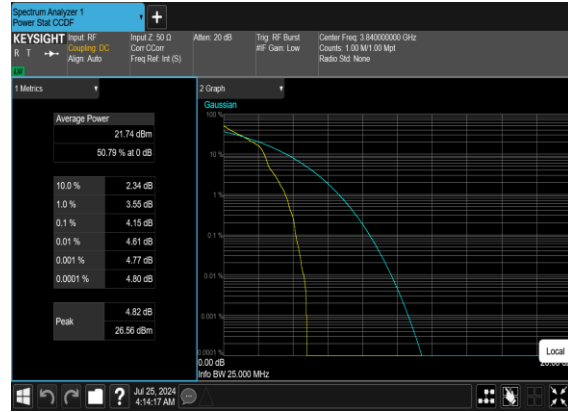 Spectrum Analyzer 1
Power Stat CCDF
KEYSIGHT
R T
LM
Input: RF
Coupling: DC
Align: Auto
Input Z: 50 Ω
Corr CCorr
Freq Ref: Int (S)
Atten: 20 dB
Trig: RF Burst
#IF Gain: Low
Center Freq: 3.840000000 GHz
Counts: 1.00 M/1.00 Mpt
Radio Std: None
1 Metrics
Average Power
21.74 dBm
50.79 % at 0 dB
10.0 % 2.34 dB
1.0 % 3.55 dB
0.1 % 4.15 dB
0.01 % 4.61 dB
0.001 % 4.77 dB
0.0001 % 4.80 dB
Peak
4.82 dB
26.56 dBm
2 Graph
Gaussian
100 %
10 %
1 %
0.1 %
0.01 %
0.001 %
0.0001 %
0.00 dB
Info BW 25.000 MHz
Local
Jul 25, 2024
4:14:17 AM